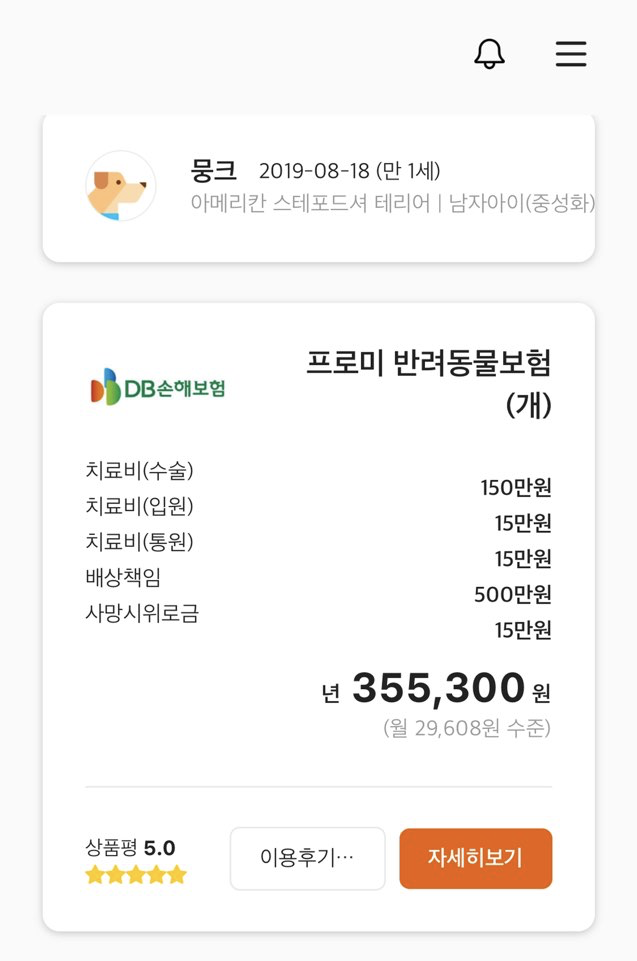 뭉크 2019-08-18 (만 1세)
아메리칸 스테포드셔 테리어 | 남자아이(중성화)
DB손해보험
프로미 반려동물보험
(개)
치료비(수술) 150만원
치료비(입원) 15만원
치료비(통원) 15만원
배상책임 500만원
사망시위로금 15만원
년 355,300 원
(월 29,608원 수준)
상품평 5.0
이용후기…
자세히보기